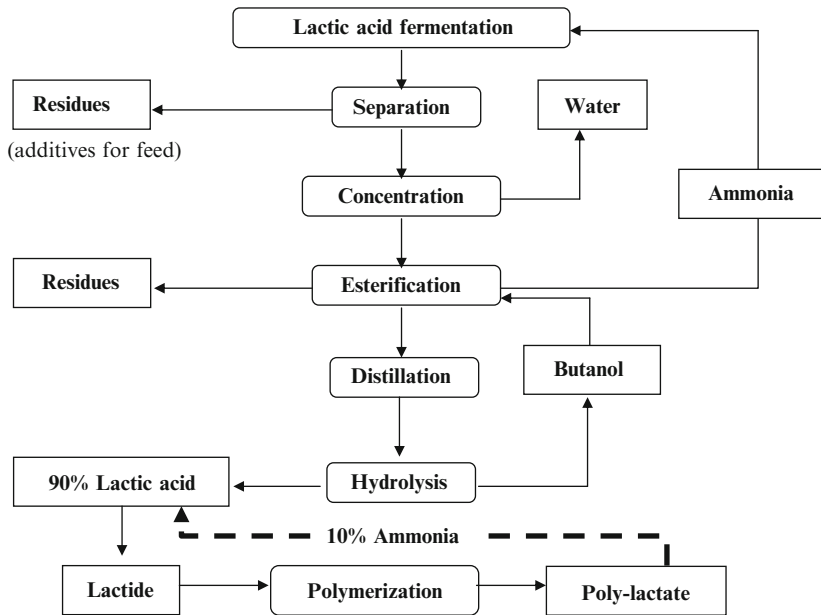 Lactic acid fermentation
Residues
(additives for feed)
Separation
Water
Concentration
Ammonia
Residues
Esterification
Distillation
Butanol
90% Lactic acid
Hydrolysis
10% Ammonia
Lactide
Polymerization
Poly-lactate